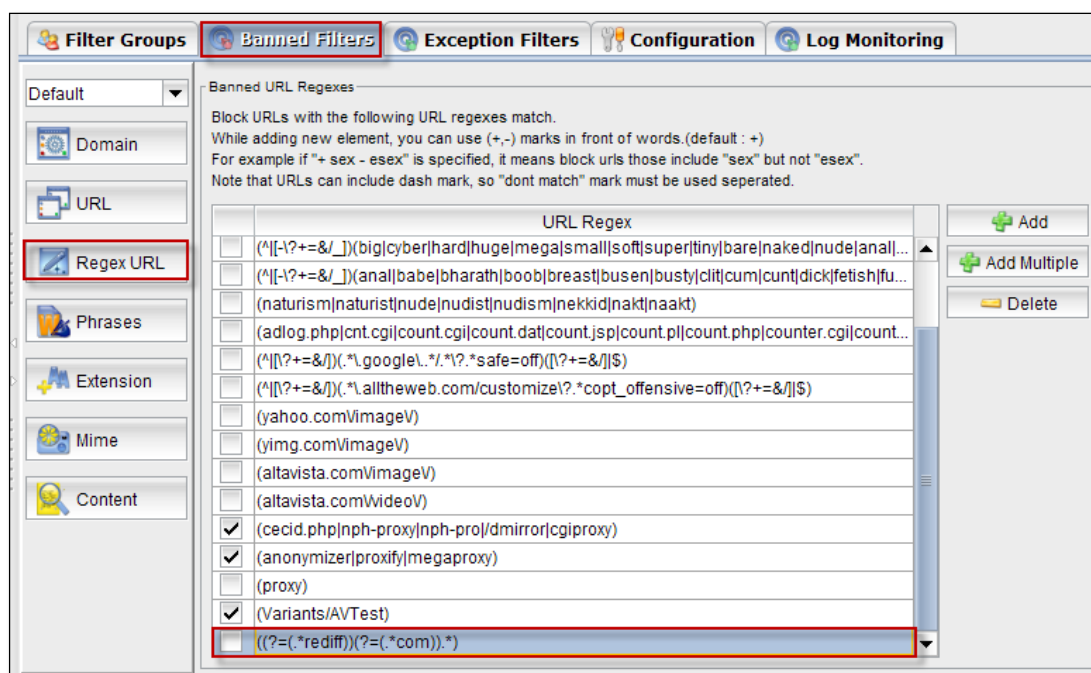 Filter Groups Banned Filters Exception Filters Configuration Log Monitoring
Default
Domain
URL
Regex URL
Phrases
Extension
Mime
Content
Banned URL Regexes
Block URLs with the following URL regexes match.
While adding new element, you can use (+,-) marks in front of words.(default : +)
For example if "+ sex - esex" is specified, it means block urls those include "sex" but not "esex".
Note that URLs can include dash mark, so "dont match" mark must be used seperated.
URL Regex
(^|[-\?+=&/_])(big|cyber|hard|huge|mega|small|soft|super|tiny|bare|naked|nude|anal|...
(^|[-\?+=&/_])(anal|babe|bharath|boob|breast|busen|busty|clit|cum|cunt|dick|fetish|fu...
(naturism|naturist|nude|nudist|nudism|nekkid|nakt|naakt)
(adlog.php|cnt.cgi|count.cgi|count.dat|count.jsp|count.pl|count.php|counter.cgi|count...
(^|[\?+=&/])(.*\.google\..*/.*\?.*safe=off)([\?+=&/]|$)
(^|[\?+=&/])(.*\.alltheweb.com/customize\?.*copt_offensive=off)([\?+=&/]|$)
(yahoo.com\/image\/)
(yimg.com\/image\/)
(altavista.com\/image\/)
(altavista.com\/video\/)
(cecid.php|nph-proxy|nph-pro|/dmirror|cgiproxy)
(anonymizer|proxify|megaproxy)
(proxy)
(Variants/AVTest)
((?=(.*rediff))(?=(.*com)).*)
Add
Add Multiple
Delete